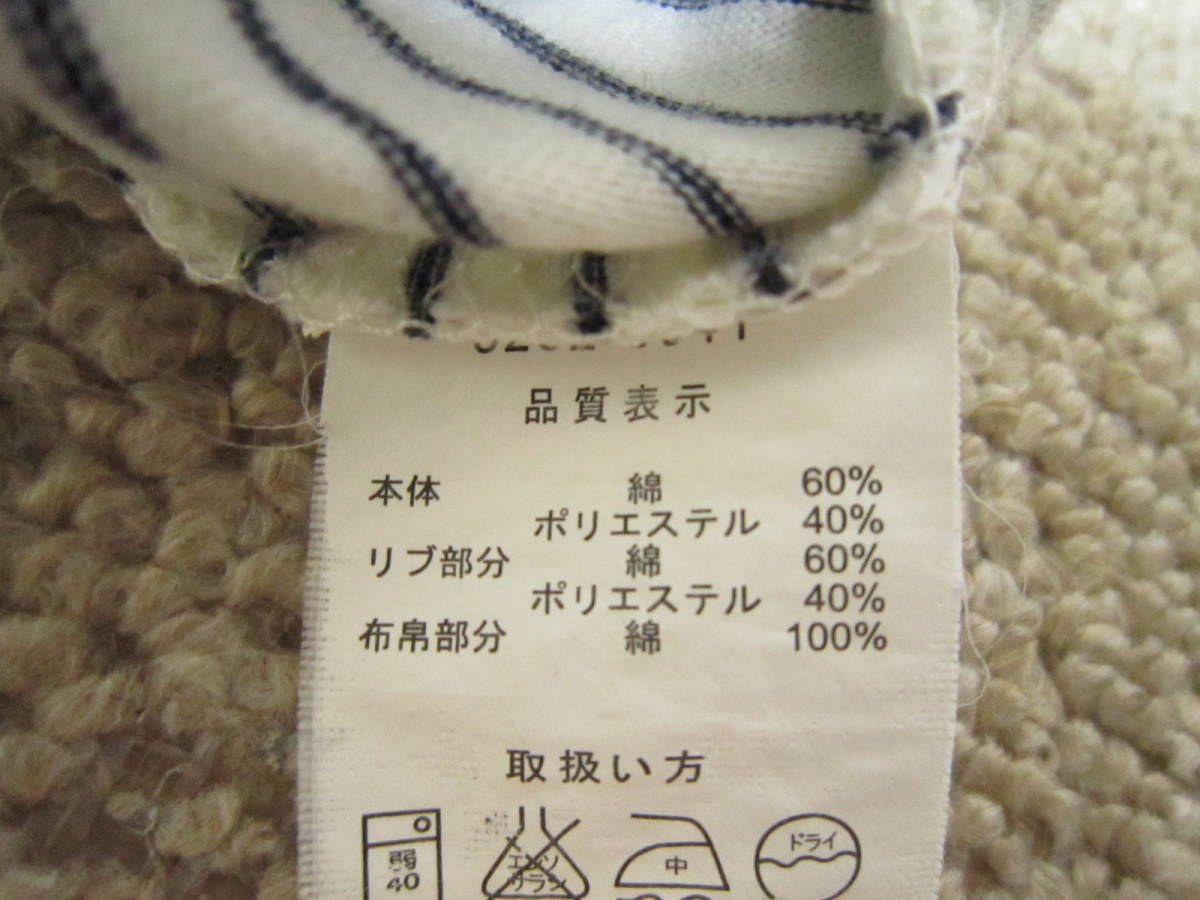 品質表示
本体 綿 60%
ポリエステル 40%
リブ部分 綿 60%
ポリエステル 40%
布帛部分 綿 100%
取扱い方
弱
40
エンソ
サラシ
中
ドライ